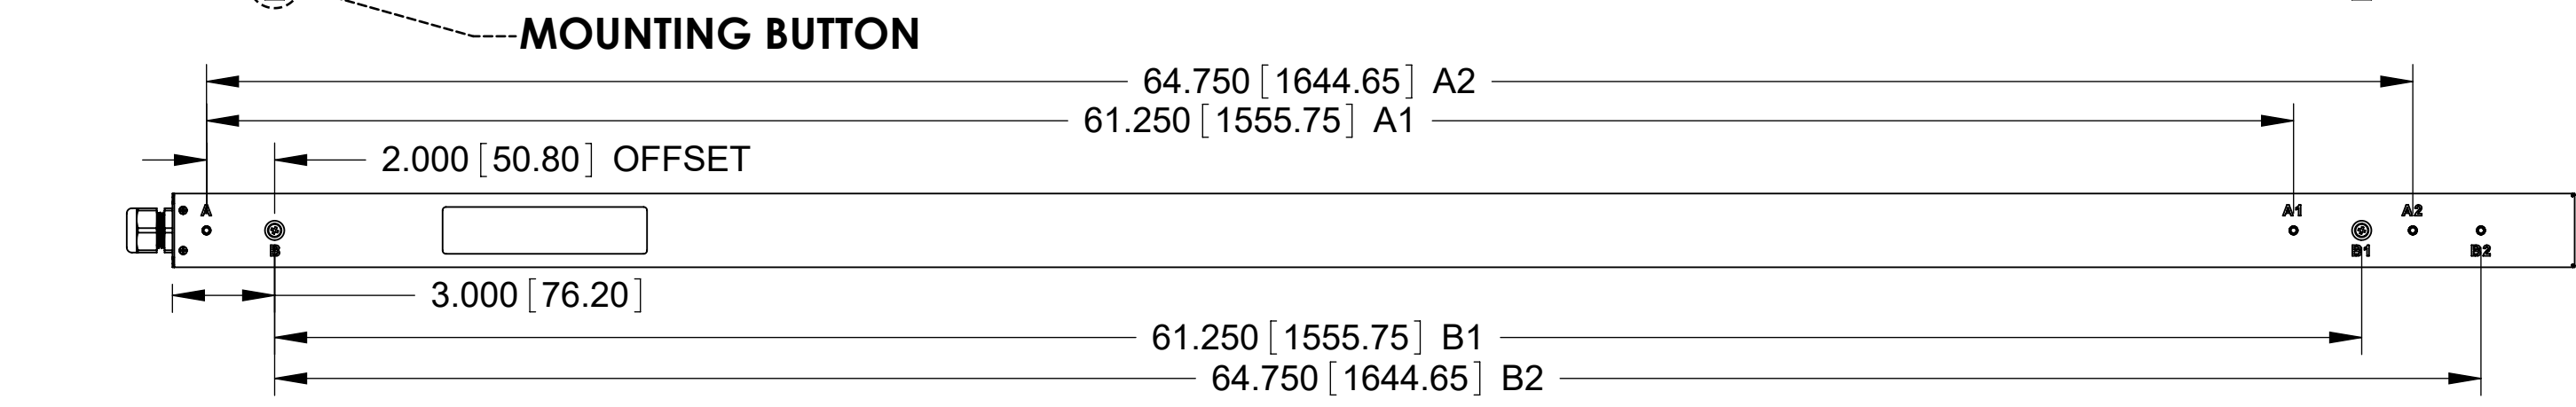 MOUNTING BUTTON
64.750 [1644.65] A2
61.250 [1555.75] A1
2.000 [50.80] OFFSET
A A1 A2
B B1 B2
3.000 [76.20]
61.250 [1555.75] B1
64.750 [1644.65] B2